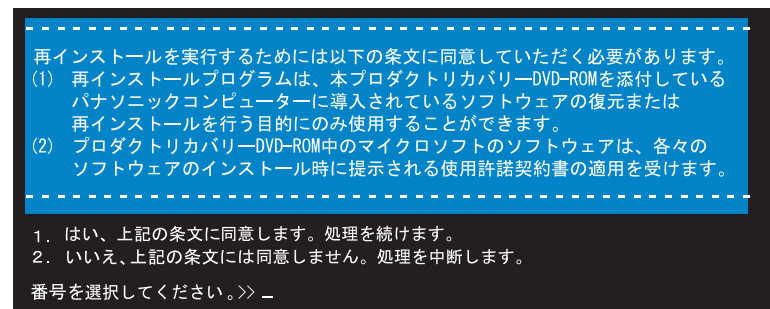 再インストールを実行するためには以下の条文に同意していただく必要があります。
(1) 再インストールプログラムは、本プロダクトリカバリーDVD-ROMを添付している
パナソニックコンピューターに導入されているソフトウェアの復元または
再インストールを行う目的にのみ使用することができます。
(2) プロダクトリカバリーDVD-ROM中のマイクロソフトのソフトウェアは、各々の
ソフトウェアのインストール時に提示される使用許諾契約書の適用を受けます。
1. はい、上記の条文に同意します。処理を続けます。
2. いいえ、上記の条文には同意しません。処理を中断します。
番号を選択してください。>> _